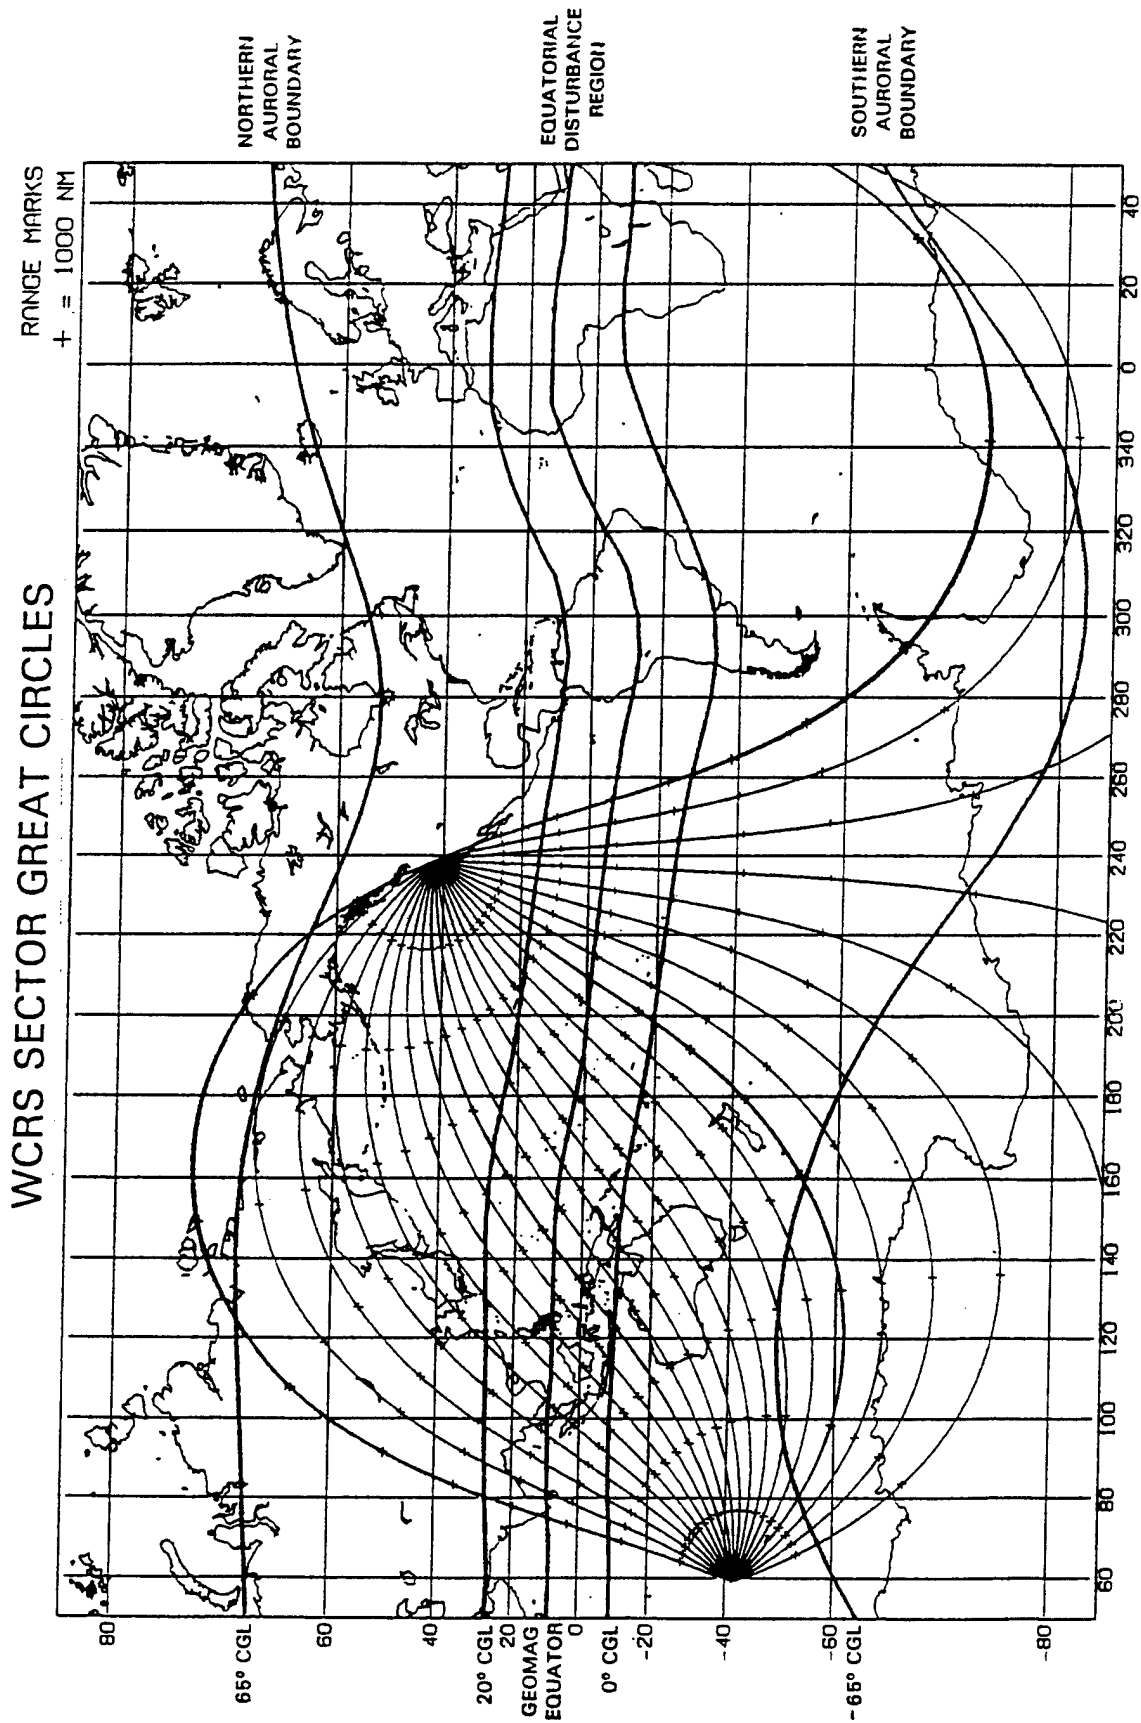 WCRS SECTOR GREAT CIRCLES
RANGE MARKS
+ = 1000 NM
NORTHERN
AURORAL
BOUNDARY
EQUATORIAL
DISTURBANCE
REGION
SOUTHERN
AURORAL
BOUNDARY
80
65° CGL
60
40
20° CGL
20
GEOMAG
EQUATOR
0
0° CGL
-20
-40
-60
-65° CGL
-80
60
80
100
120
140
160
180
200
220
240
260
280
300
320
340
0
20
40